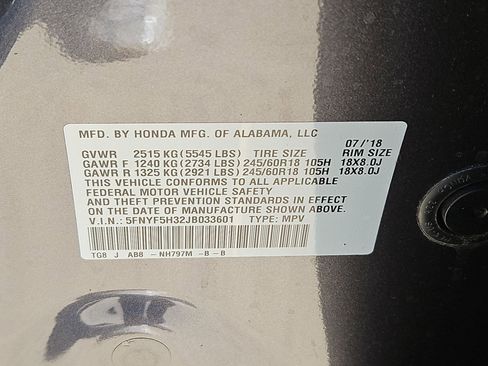 MFD. BY HONDA MFG. OF ALABAMA, LLC 07/'18
GVWR 2515 KG (5545 LBS) TIRE SIZE RIM SIZE
GAWR F 1240 KG (2734 LBS) 245/60R18 105H 18X8.0J
GAWR R 1325 KG (2921 LBS) 245/60R18 105H 18X8.0J
THIS VEHICLE CONFORMS TO ALL APPLICABLE
FEDERAL MOTOR VEHICLE SAFETY, BUMPER,
AND THEFT PREVENTION STANDARDS IN EFFECT
ON THE DATE OF MANUFACTURE SHOWN ABOVE.
V.I.N.: 5FNYF5H32JB033601 TYPE: MPV
TG8 J AB8 - NH797M -B -B